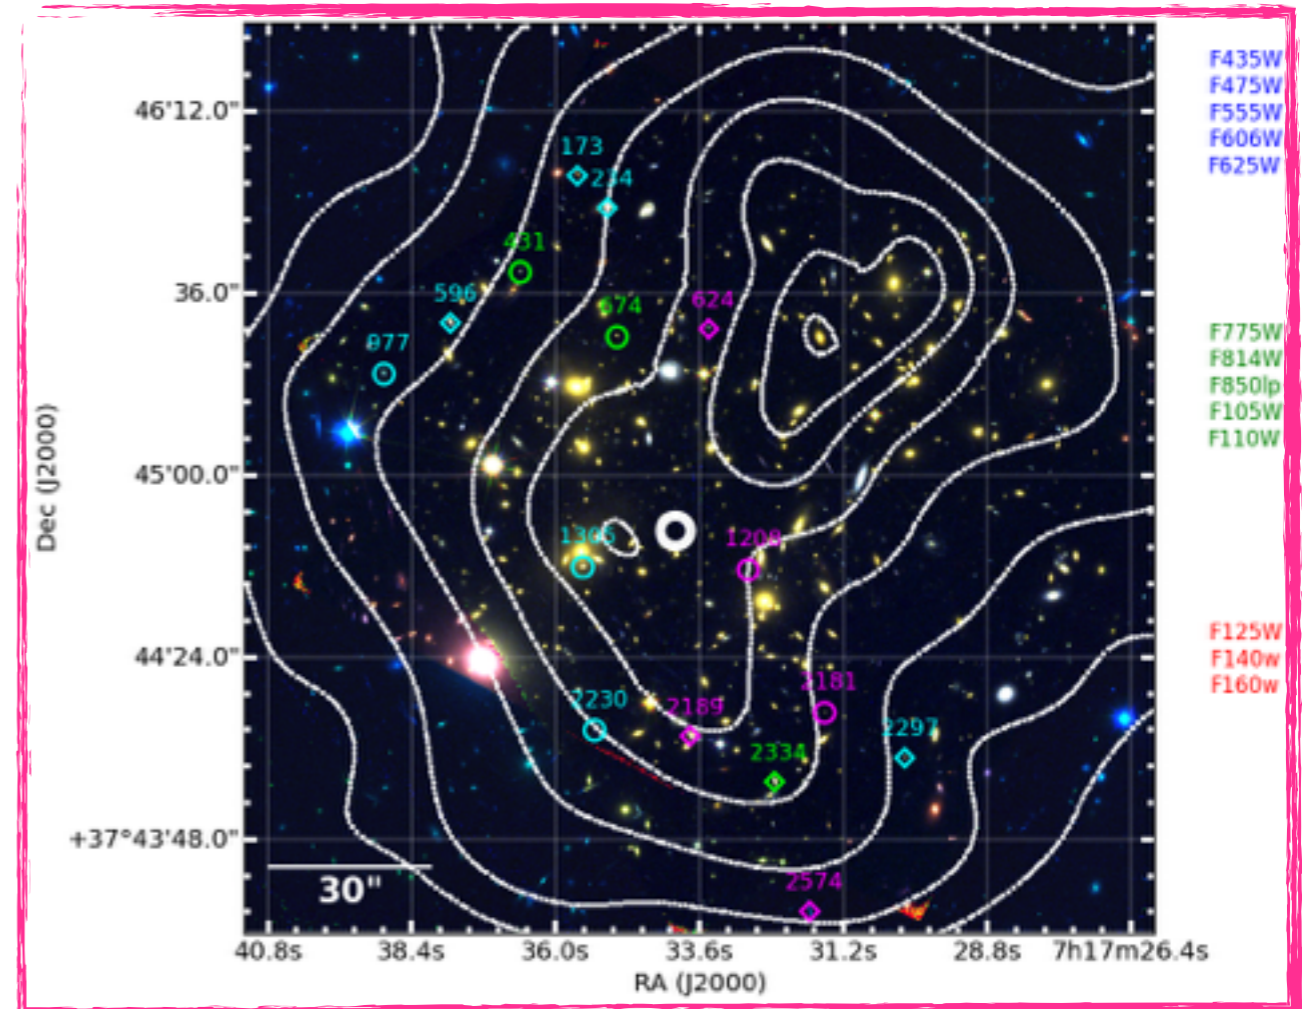 F435W
F475W
F555W
F606W
F625W
F775W
F814W
F850lp
F105W
F110W
F125W
F140w
F160w
46'12.0"
36.0"
45'00.0"
44'24.0"
+37°43'48.0"
Dec (J2000)
173
234
431
596
674
624
977
1305
1208
2230
2189
2181
2334
2297
2574
30"
40.8s 38.4s 36.0s 33.6s 31.2s 28.8s 7h17m26.4s
RA (J2000)